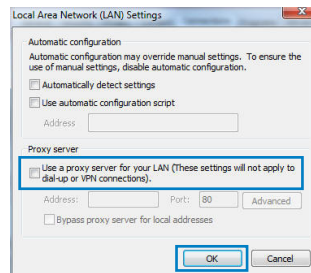 Local Area Network (LAN) Settings
Automatic configuration
Automatic configuration may override manual settings. To ensure the
use of manual settings, disable automatic configuration.
Automatically detect settings
Use automatic configuration script
Address
Proxy server
Use a proxy server for your LAN (These settings will not apply to
dial-up or VPN connections).
Address: Port: 80 Advanced
Bypass proxy server for local addresses
OK Cancel